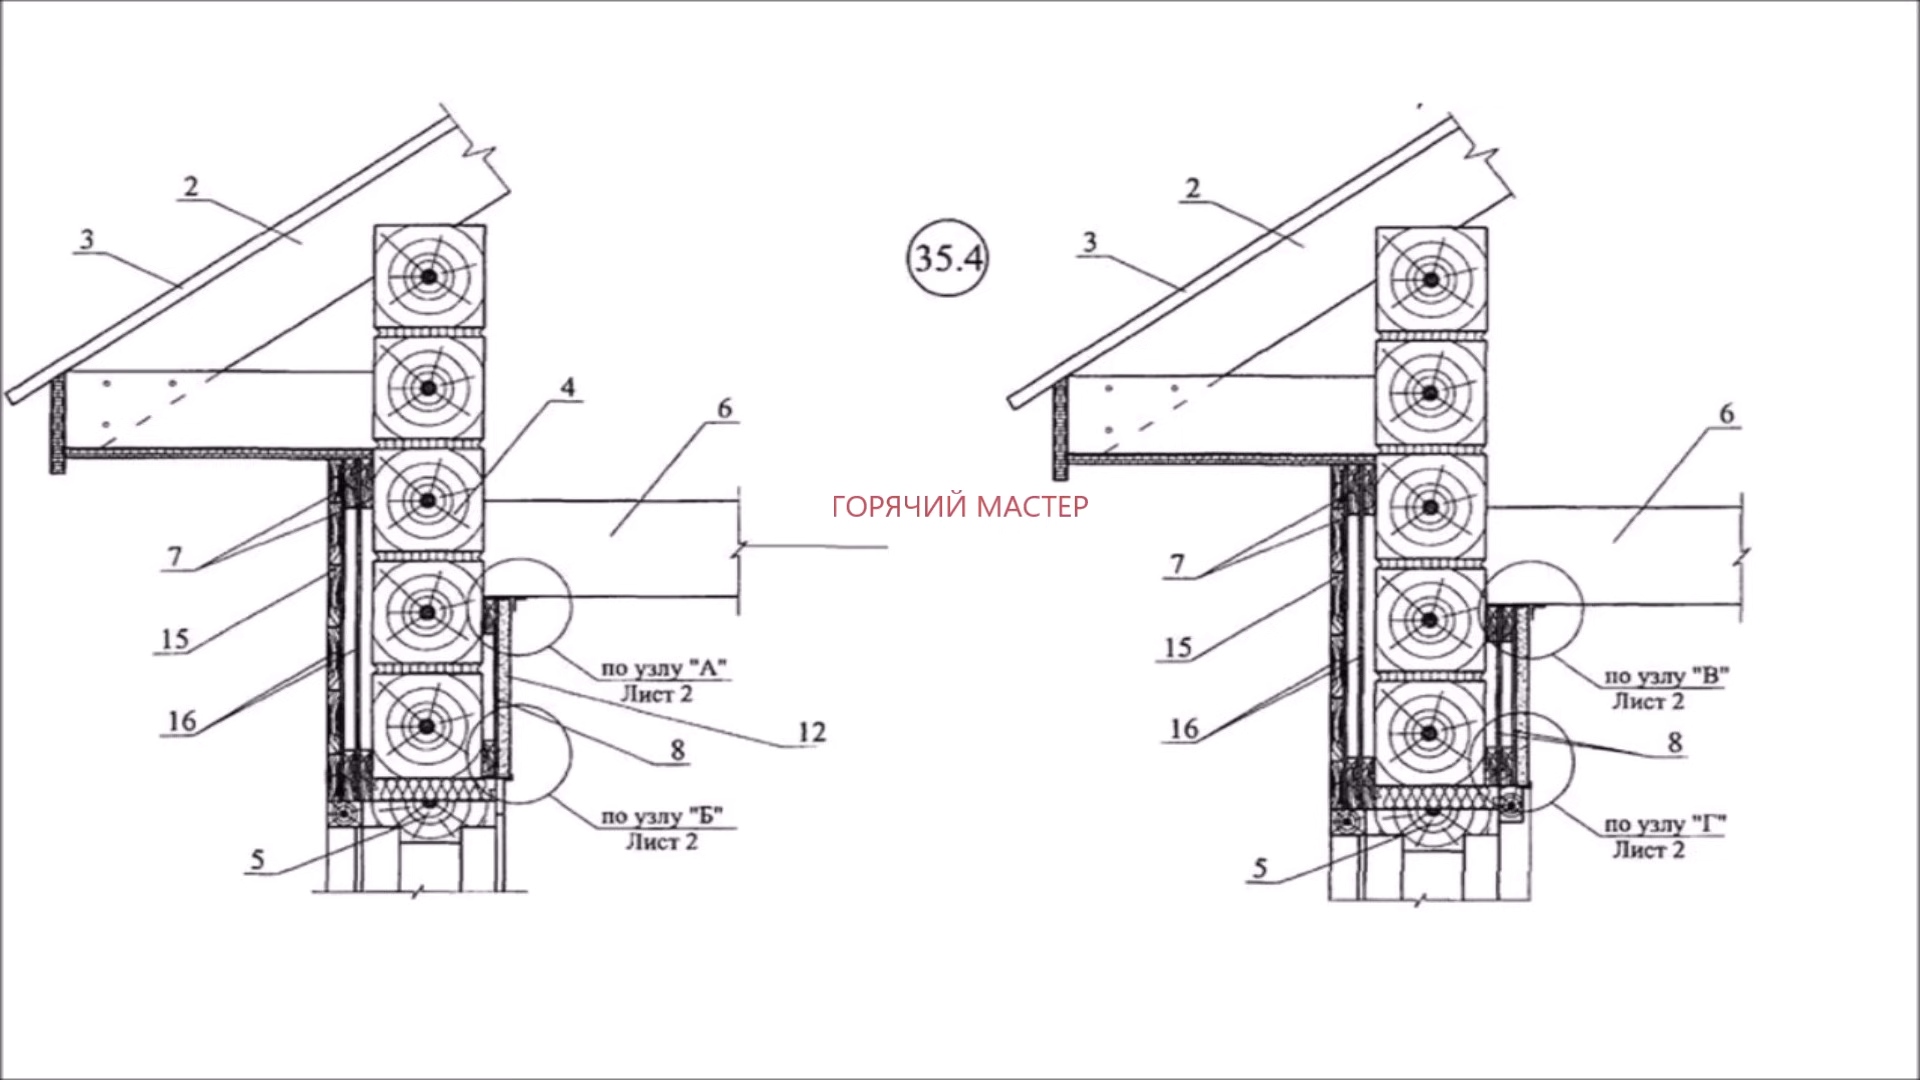 2
3
4
6
7
15
по узлу "А"
Лист 2
16
12
8
по узлу "Б"
Лист 2
5
35.4
ГОРЯЧИЙ МАСТЕР
2
3
6
7
15
по узлу "В"
Лист 2
16
8
по узлу "Г"
Лист 2
5